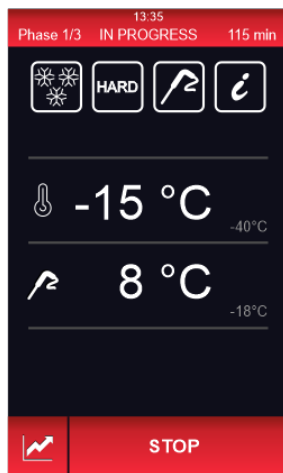 13:35
Phase 1/3 IN PROGRESS 115 min
HARD i
-15 °C
-40°C
8 °C
-18°C
STOP